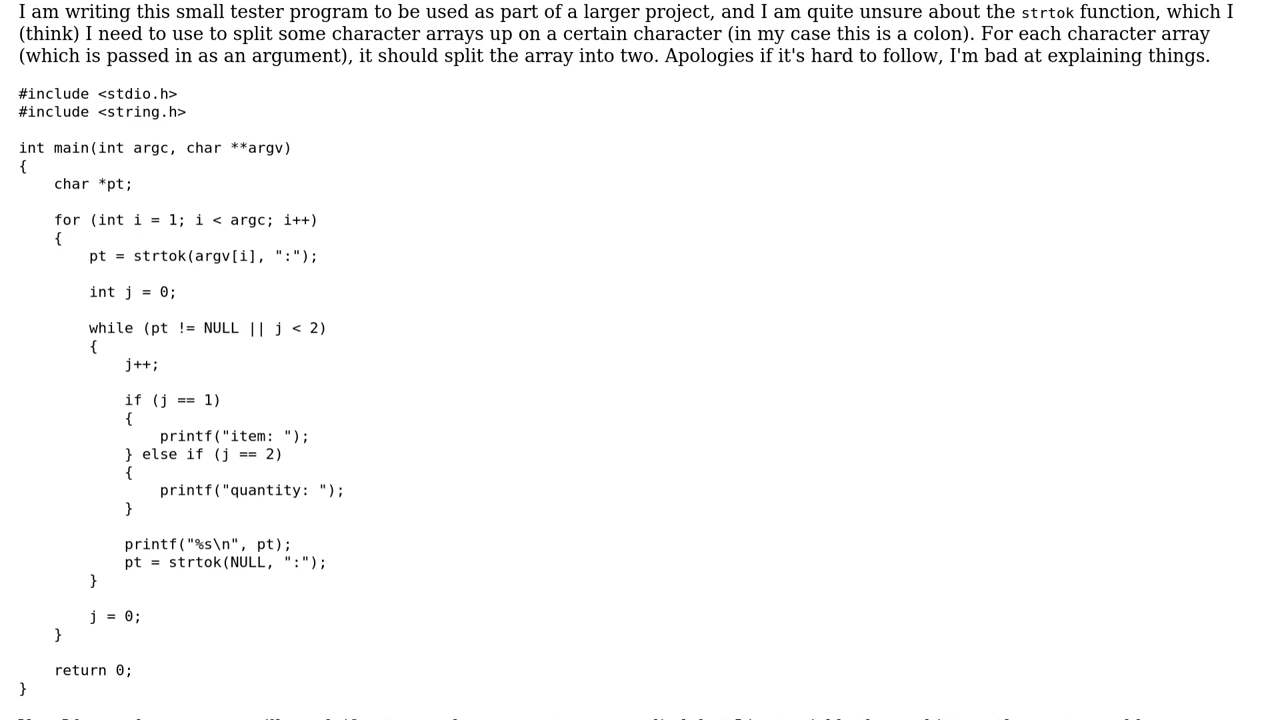 I am writing this small tester program to be used as part of a larger project, and I am quite unsure about the strtok function, which I
(think) I need to use to split some character arrays up on a certain character (in my case this is a colon). For each character array
(which is passed in as an argument), it should split the array into two. Apologies if it's hard to follow, I'm bad at explaining things.
#include <stdio.h>
#include <string.h>
int main(int argc, char **argv)
{
    char *pt;
    for (int i = 1; i < argc; i++)
    {
        pt = strtok(argv[i], ":");
        int j = 0;
        while (pt != NULL || j < 2)
        {
            j++;
            if (j == 1)
            {
                printf("item: ");
            } else if (j == 2)
            {
                printf("quantity: ");
            }
            printf("%s\n", pt);
            pt = strtok(NULL, ":");
        }
        j = 0;
    }
    return 0;
}